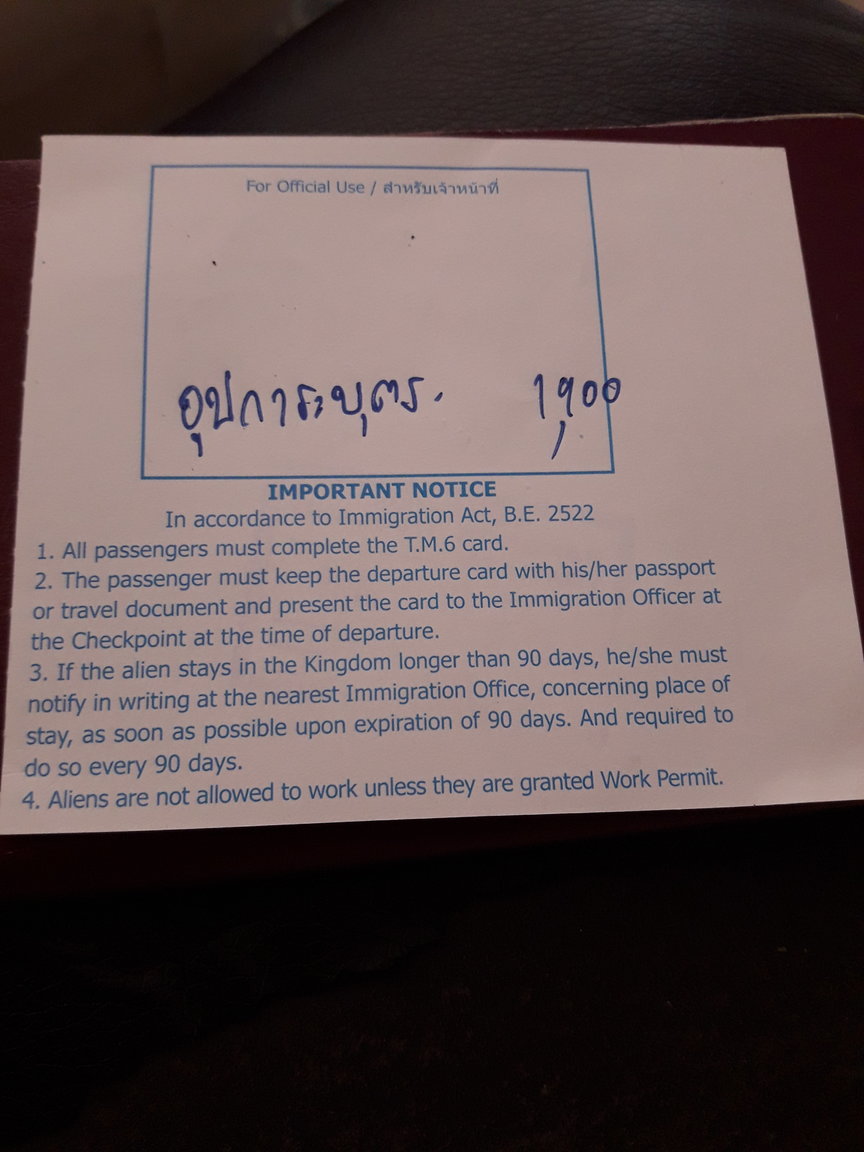 For Official Use / สำหรับเจ้าหน้าที่
อุปการะบุตร. 1,900
IMPORTANT NOTICE
In accordance to Immigration Act, B.E. 2522
1. All passengers must complete the T.M.6 card.
2. The passenger must keep the departure card with his/her passport
or travel document and present the card to the Immigration Officer at
the Checkpoint at the time of departure.
3. If the alien stays in the Kingdom longer than 90 days, he/she must
notify in writing at the nearest Immigration Office, concerning place of
stay, as soon as possible upon expiration of 90 days. And required to
do so every 90 days.
4. Aliens are not allowed to work unless they are granted Work Permit.